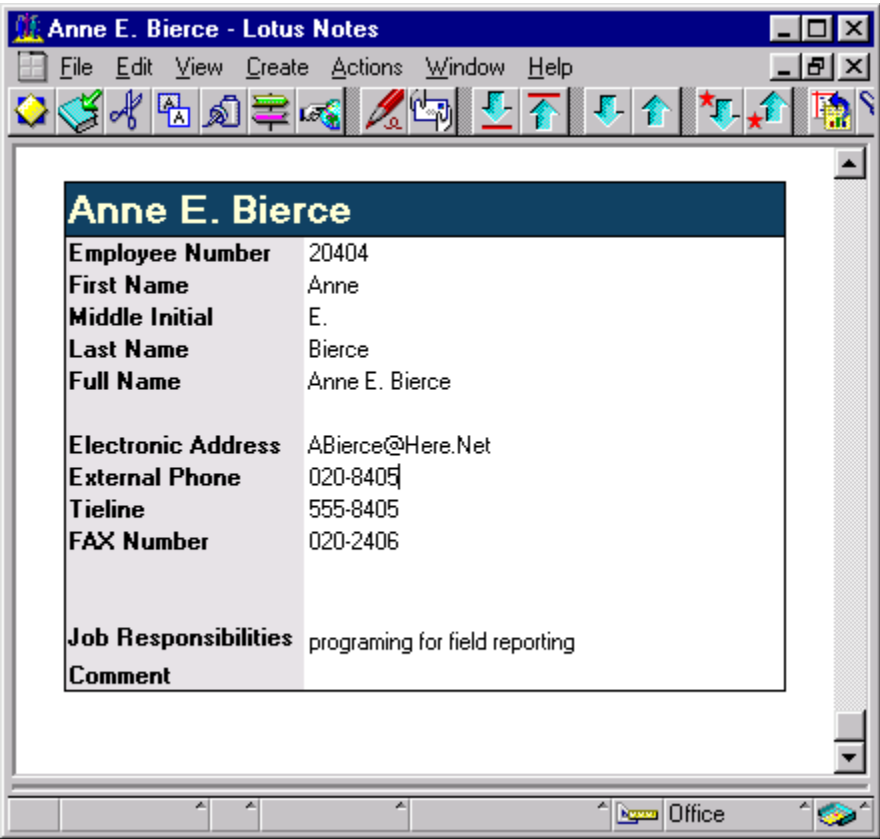 Anne E. Bierce - Lotus Notes
File Edit View Create Actions Window Help
Anne E. Bierce
Employee Number 20404
First Name Anne
Middle Initial E.
Last Name Bierce
Full Name Anne E. Bierce
Electronic Address ABierce@Here.Net
External Phone 020-8405
Tieline 555-8405
FAX Number 020-2406
Job Responsibilities programing for field reporting
Comment
Office